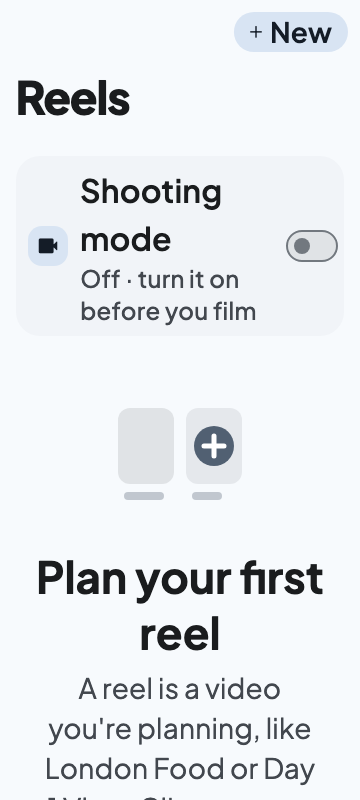 + New
Reels
Shooting
mode
Off · turn it on
before you film
Plan your first
reel
A reel is a video
you're planning, like
London Food or Day